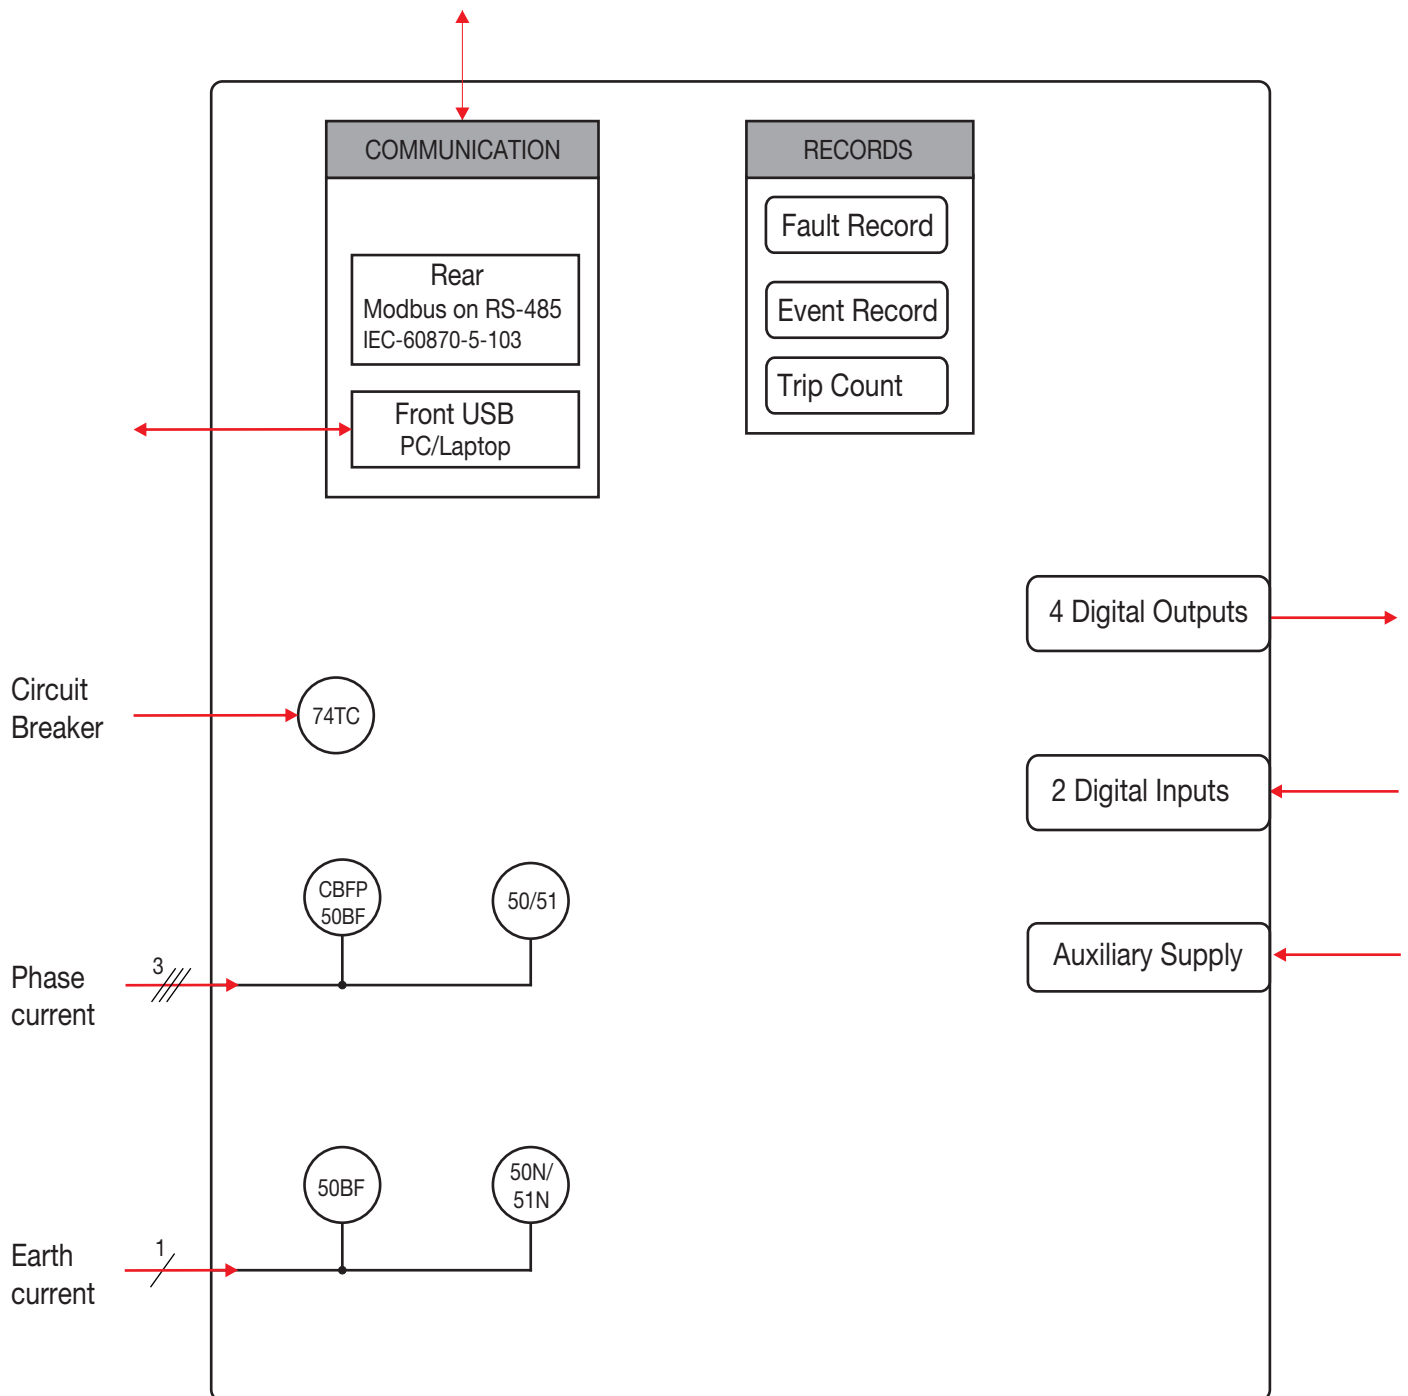 COMMUNICATION
Rear
Modbus on RS-485
IEC-60870-5-103
Front USB
PC/Laptop
RECORDS
Fault Record
Event Record
Trip Count
4 Digital Outputs
2 Digital Inputs
Auxiliary Supply
Circuit
Breaker
74TC
Phase
current
3
CBFP
50BF
50/51
Earth
current
1
50BF
50N/
51N